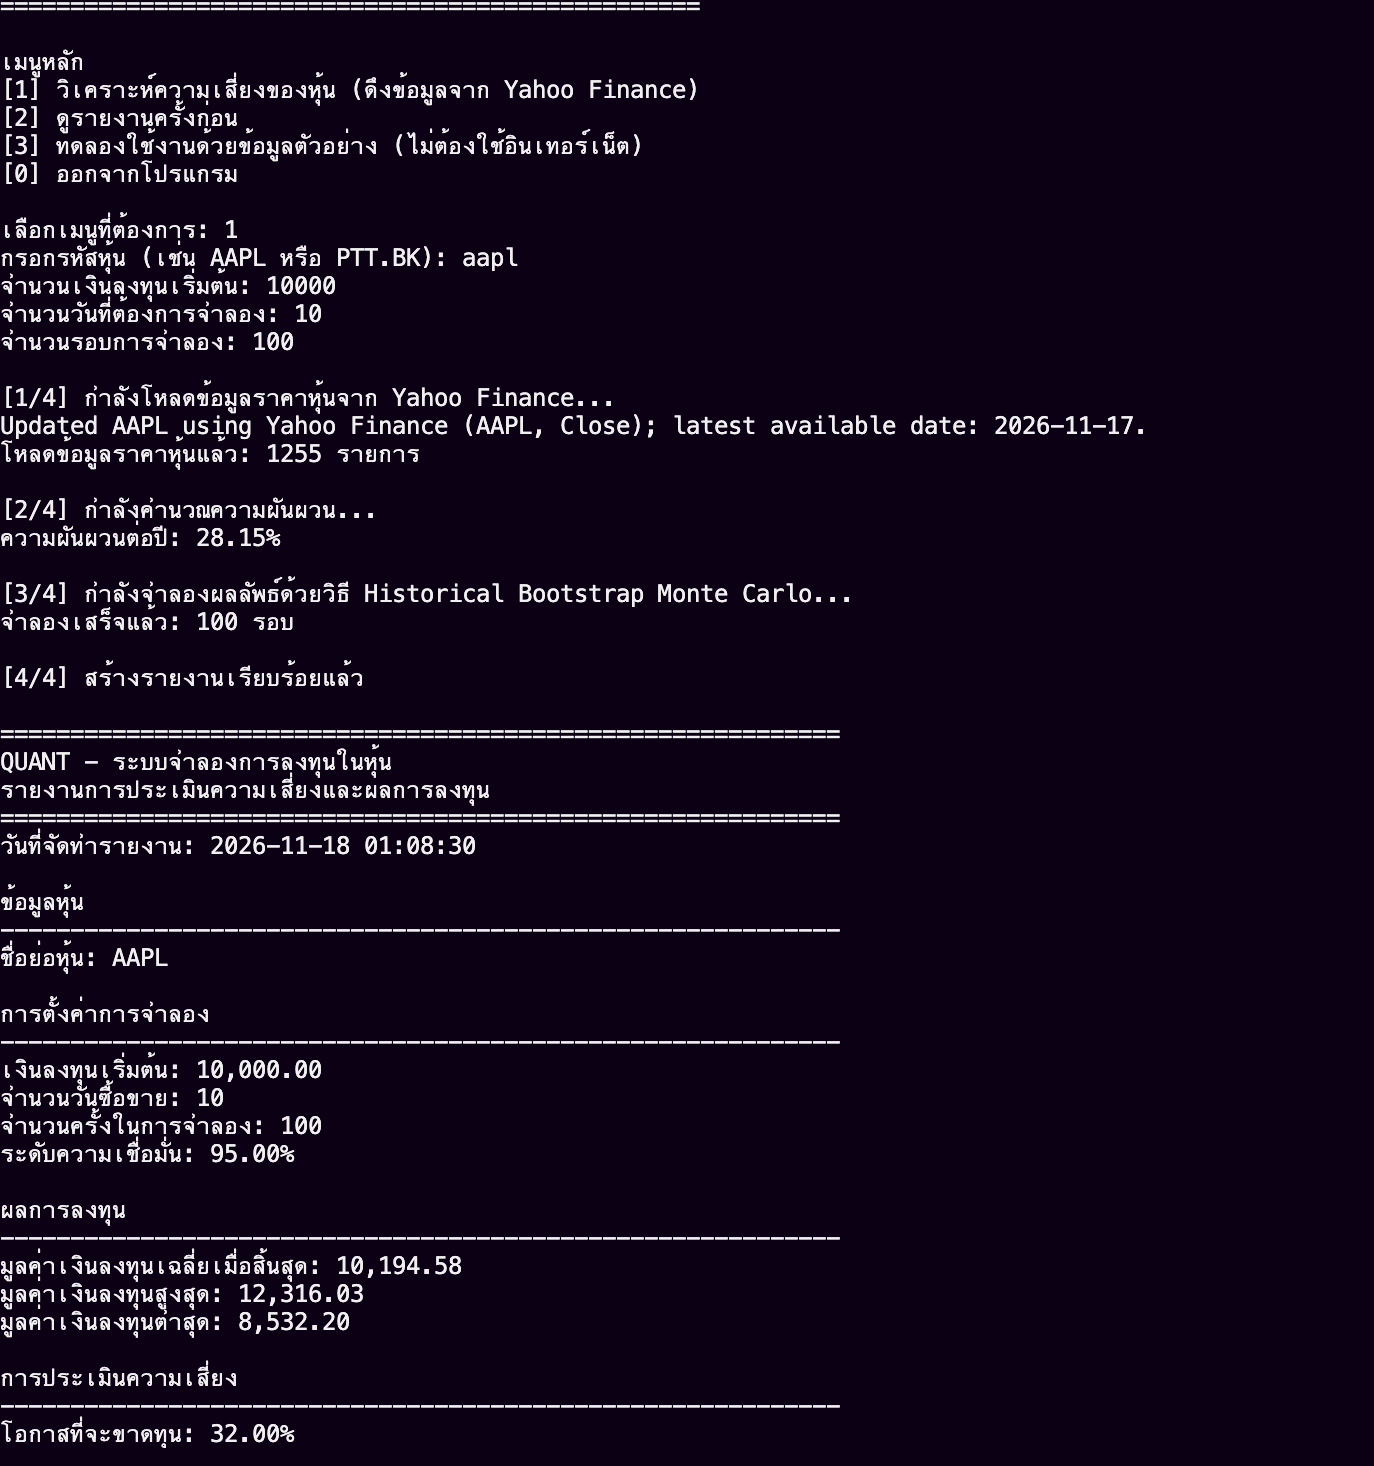 ==================================================
เมนูหลัก
[1] วิเคราะห์ความเสี่ยงของหุ้น (ดึงข้อมูลจาก Yahoo Finance)
[2] ดูรายงานครั้งก่อน
[3] ทดลองใช้งานด้วยข้อมูลตัวอย่าง (ไม่ต้องใช้อินเทอร์เน็ต)
[0] ออกจากโปรแกรม
เลือกเมนูที่ต้องการ: 1
กรอกรหัสหุ้น (เช่น AAPL หรือ PTT.BK): aapl
จำนวนเงินลงทุนเริ่มต้น: 10000
จำนวนวันที่ต้องการจำลอง: 10
จำนวนรอบการจำลอง: 100
[1/4] กำลังโหลดข้อมูลราคาหุ้นจาก Yahoo Finance...
Updated AAPL using Yahoo Finance (AAPL, Close); latest available date: 2026-11-17.
โหลดข้อมูลราคาหุ้นแล้ว: 1255 รายการ
[2/4] กำลังคำนวณความผันผวน...
ความผันผวนต่อปี: 28.15%
[3/4] กำลังจำลองผลลัพธ์ด้วยวิธี Historical Bootstrap Monte Carlo...
จำลองเสร็จแล้ว: 100 รอบ
[4/4] สร้างรายงานเรียบร้อยแล้ว
============================================================
QUANT - ระบบจำลองการลงทุนในหุ้น
รายงานการประเมินความเสี่ยงและผลการลงทุน
============================================================
วันที่จัดทำรายงาน: 2026-11-18 01:08:30
ข้อมูลหุ้น
------------------------------------------------------------
ชื่อย่อหุ้น: AAPL
การตั้งค่าการจำลอง
------------------------------------------------------------
เงินลงทุนเริ่มต้น: 10,000.00
จำนวนวันซื้อขาย: 10
จำนวนครั้งในการจำลอง: 100
ระดับความเชื่อมั่น: 95.00%
ผลการลงทุน
------------------------------------------------------------
มูลค่าเงินลงทุนเฉลี่ยเมื่อสิ้นสุด: 10,194.58
มูลค่าเงินลงทุนสูงสุด: 12,316.03
มูลค่าเงินลงทุนต่ำสุด: 8,532.20
การประเมินความเสี่ยง
------------------------------------------------------------
โอกาสที่จะขาดทุน: 32.00%